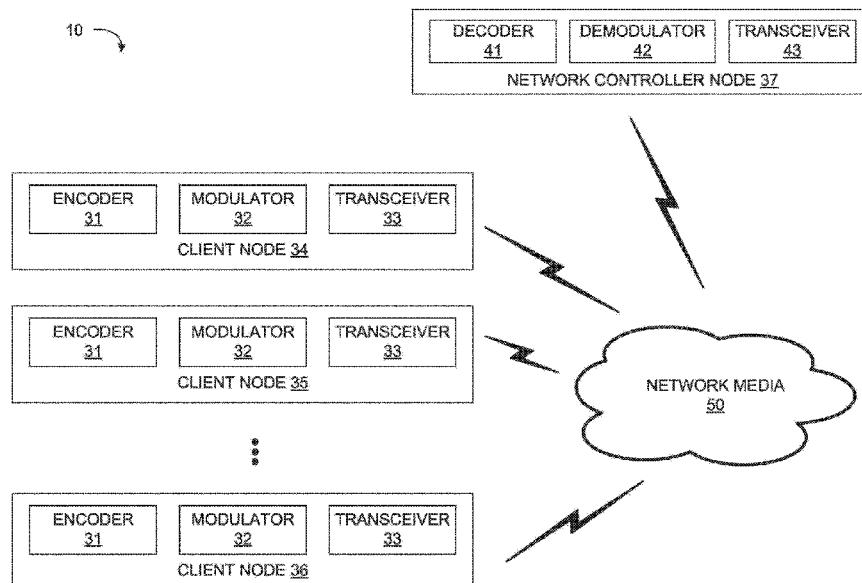 10
DECODER DEMODULATOR TRANSCEIVER
41 42 43
NETWORK CONTROLLER NODE 37
ENCODER MODULATOR TRANSCEIVER
31 32 33
CLIENT NODE 34
ENCODER MODULATOR TRANSCEIVER
31 32 33
CLIENT NODE 35
NETWORK MEDIA
50
ENCODER MODULATOR TRANSCEIVER
31 32 33
CLIENT NODE 36